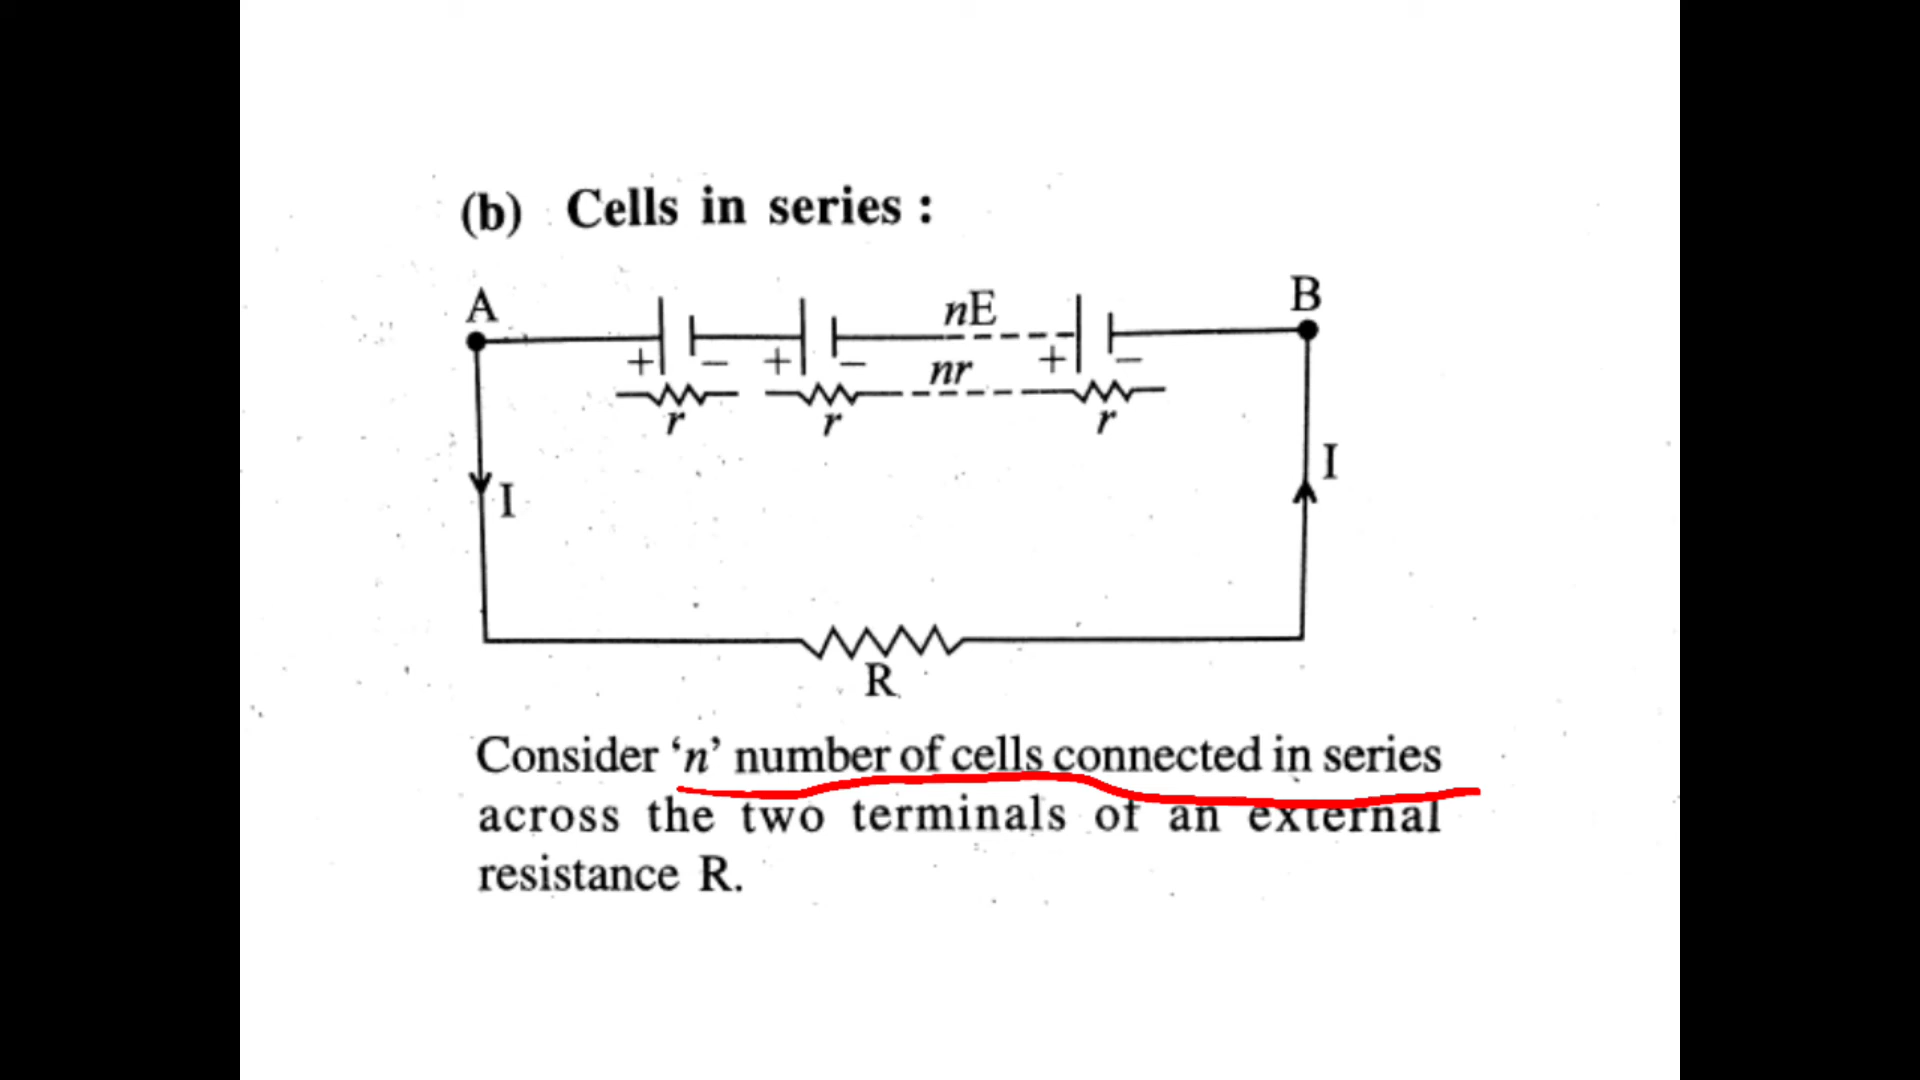 (b) Cells in series :
A
B
nE
+ − + − + −
nr
r r r
I
I
R
Consider ‘n’ number of cells connected in series
across the two terminals of an external
resistance R.